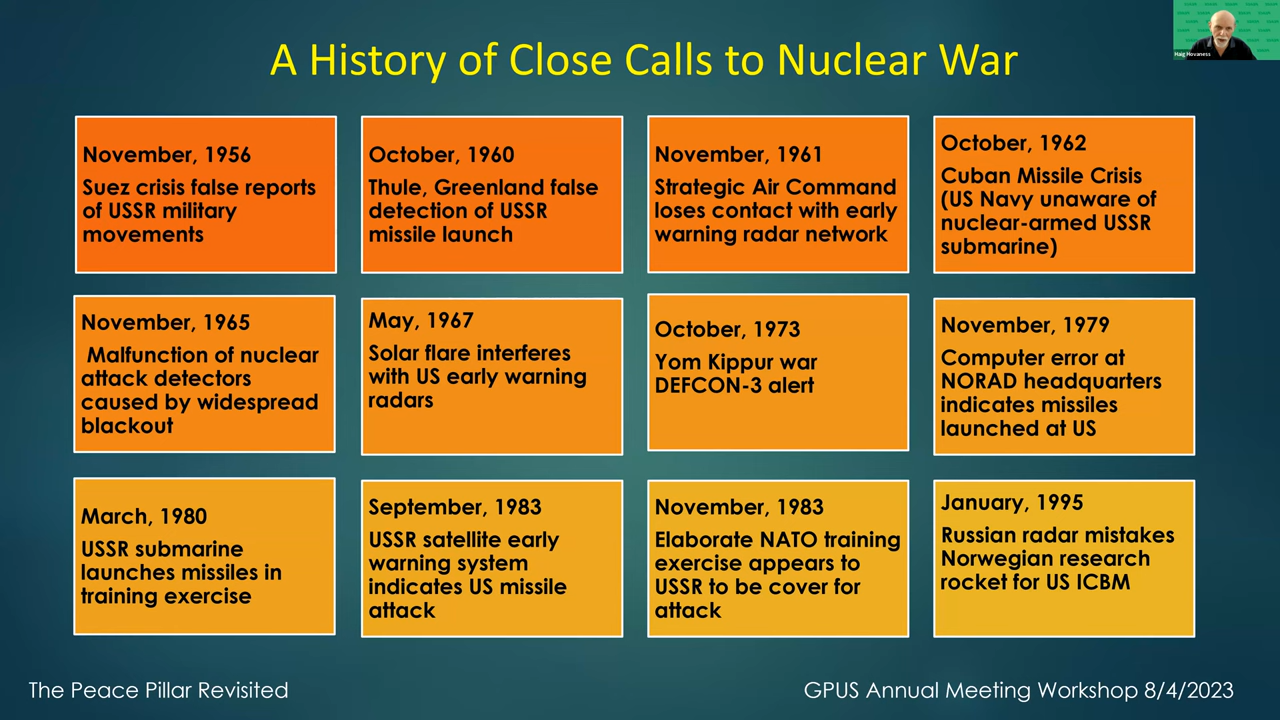 A History of Close Calls to Nuclear War
Haig Hovaness
November, 1956
Suez crisis false reports
of USSR military
movements
October, 1960
Thule, Greenland false
detection of USSR
missile launch
November, 1961
Strategic Air Command
loses contact with early
warning radar network
October, 1962
Cuban Missile Crisis
(US Navy unaware of
nuclear-armed USSR
submarine)
November, 1965
Malfunction of nuclear
attack detectors
caused by widespread
blackout
May, 1967
Solar flare interferes
with US early warning
radars
October, 1973
Yom Kippur war
DEFCON-3 alert
November, 1979
Computer error at
NORAD headquarters
indicates missiles
launched at US
March, 1980
USSR submarine
launches missiles in
training exercise
September, 1983
USSR satellite early
warning system
indicates US missile
attack
November, 1983
Elaborate NATO training
exercise appears to
USSR to be cover for
attack
January, 1995
Russian radar mistakes
Norwegian research
rocket for US ICBM
The Peace Pillar Revisited
GPUS Annual Meeting Workshop 8/4/2023